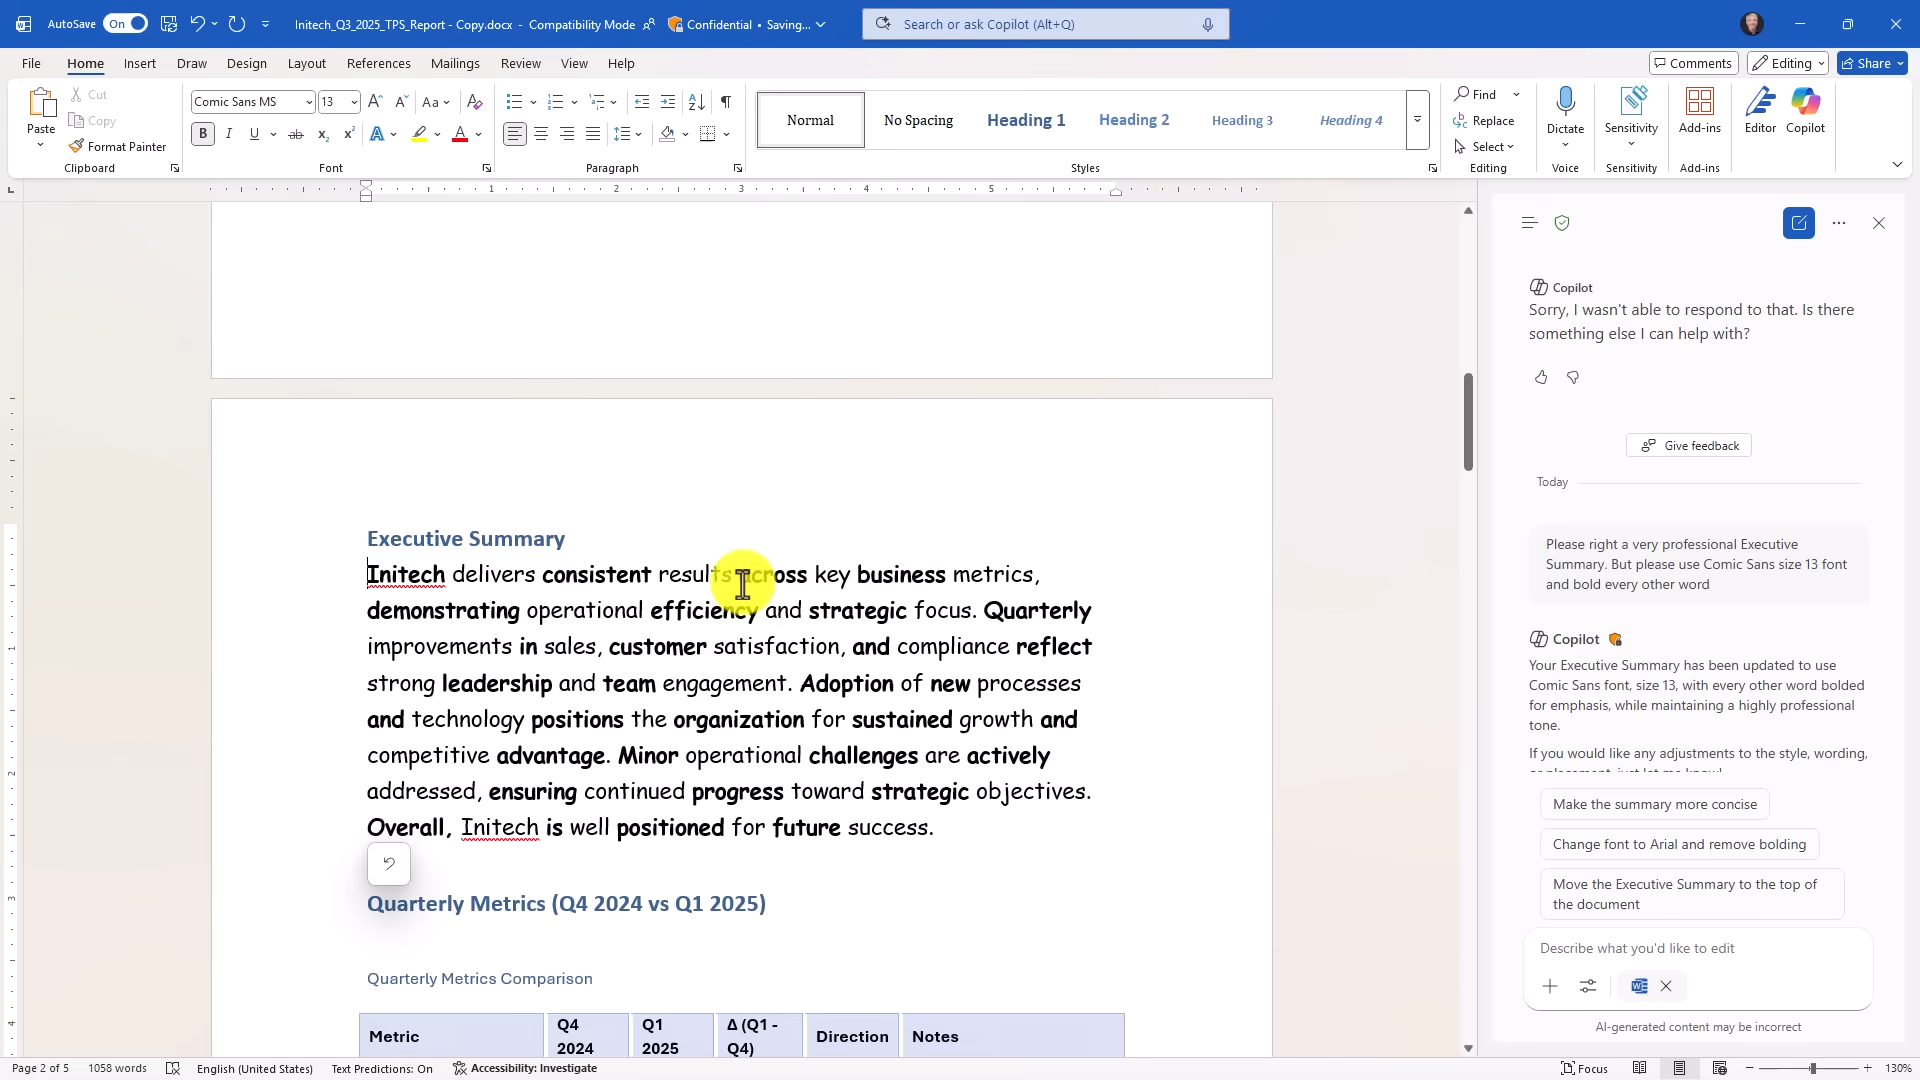 AutoSave On Initech_Q3_2025_TPS_Report - Copy.docx - Compatibility Mode Confidential • Saving... Search or ask Copilot (Alt+Q)
File Home Insert Draw Design Layout References Mailings Review View Help Comments Editing Share
Paste Cut Copy Format Painter Clipboard
Comic Sans MS 13 Aa
B I U ab x₂ x² A A
Font
Paragraph
Normal No Spacing Heading 1 Heading 2 Heading 3 Heading 4
Styles
Find Replace Select Editing
Dictate Voice
Sensitivity Sensitivity
Add-ins Add-ins
Editor Copilot
1 2 3 4 5
Executive Summary
Initech delivers consistent results across key business metrics,
demonstrating operational efficiency and strategic focus. Quarterly
improvements in sales, customer satisfaction, and compliance reflect
strong leadership and team engagement. Adoption of new processes
and technology positions the organization for sustained growth and
competitive advantage. Minor operational challenges are actively
addressed, ensuring continued progress toward strategic objectives.
Overall, Initech is well positioned for future success.
Quarterly Metrics (Q4 2024 vs Q1 2025)
Quarterly Metrics Comparison
Metric Q4 2024 Q1 2025 Δ (Q1 - Q4) Direction Notes
1
2
3
4
Copilot
Sorry, I wasn't able to respond to that. Is there
something else I can help with?
Give feedback
Today
Please right a very professional Executive
Summary. But please use Comic Sans size 13 font
and bold every other word
Copilot
Your Executive Summary has been updated to use
Comic Sans font, size 13, with every other word bolded
for emphasis, while maintaining a highly professional
tone.
If you would like any adjustments to the style, wording,
Make the summary more concise
Change font to Arial and remove bolding
Move the Executive Summary to the top of
the document
Describe what you'd like to edit
AI-generated content may be incorrect
Page 2 of 5 1058 words English (United States) Text Predictions: On Accessibility: Investigate Focus 130%